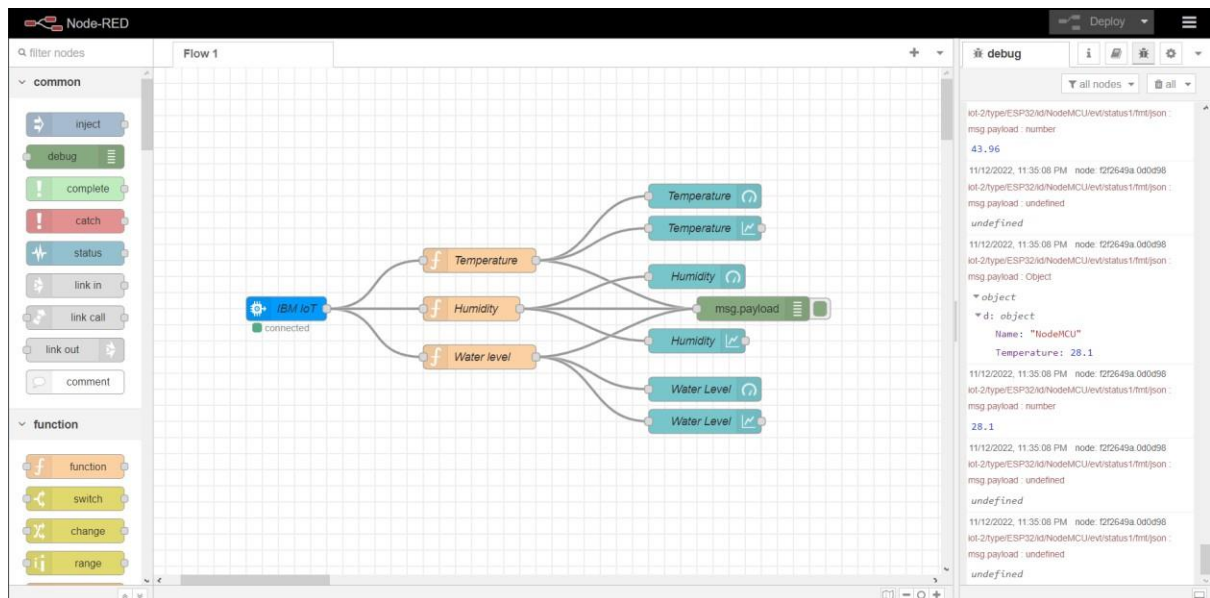 Node-RED
Deploy
filter nodes
Flow 1
debug
i
common
all nodes
all
inject
debug
complete
catch
status
link in
link call
link out
comment
function
function
switch
change
range
IBM IoT
connected
Temperature
Humidity
Water level
Temperature
Temperature
Humidity
msg.payload
Humidity
Water Level
Water Level
iot-2/type/ESP32/id/NodeMCU/evt/status1/fmt/json :
msg.payload : number
43.96
11/12/2022, 11:35:08 PM node: f2f2649a.0d0d98
iot-2/type/ESP32/id/NodeMCU/evt/status1/fmt/json :
msg.payload : undefined
undefined
11/12/2022, 11:35:08 PM node: f2f2649a.0d0d98
iot-2/type/ESP32/id/NodeMCU/evt/status1/fmt/json :
msg.payload : Object
object
d: object
Name: "NodeMCU"
Temperature: 28.1
11/12/2022, 11:35:08 PM node: f2f2649a.0d0d98
iot-2/type/ESP32/id/NodeMCU/evt/status1/fmt/json :
msg.payload : number
28.1
11/12/2022, 11:35:08 PM node: f2f2649a.0d0d98
iot-2/type/ESP32/id/NodeMCU/evt/status1/fmt/json :
msg.payload : undefined
undefined
11/12/2022, 11:35:08 PM node: f2f2649a.0d0d98
iot-2/type/ESP32/id/NodeMCU/evt/status1/fmt/json :
msg.payload : undefined
undefined